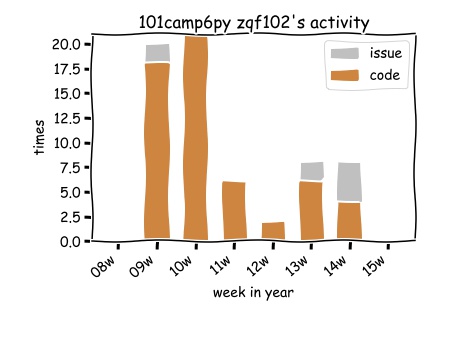 101camp6py zqf102's activity
issue
code
20.0
17.5
15.0
12.5
10.0
7.5
5.0
2.5
0.0
times
08w
09w
10w
11w
12w
13w
14w
15w
week in year